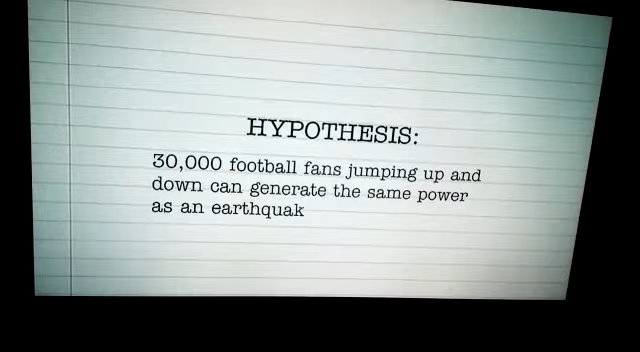 HYPOTHESIS:
30,000 football fans jumping up and
down can generate the same power
as an earthquak